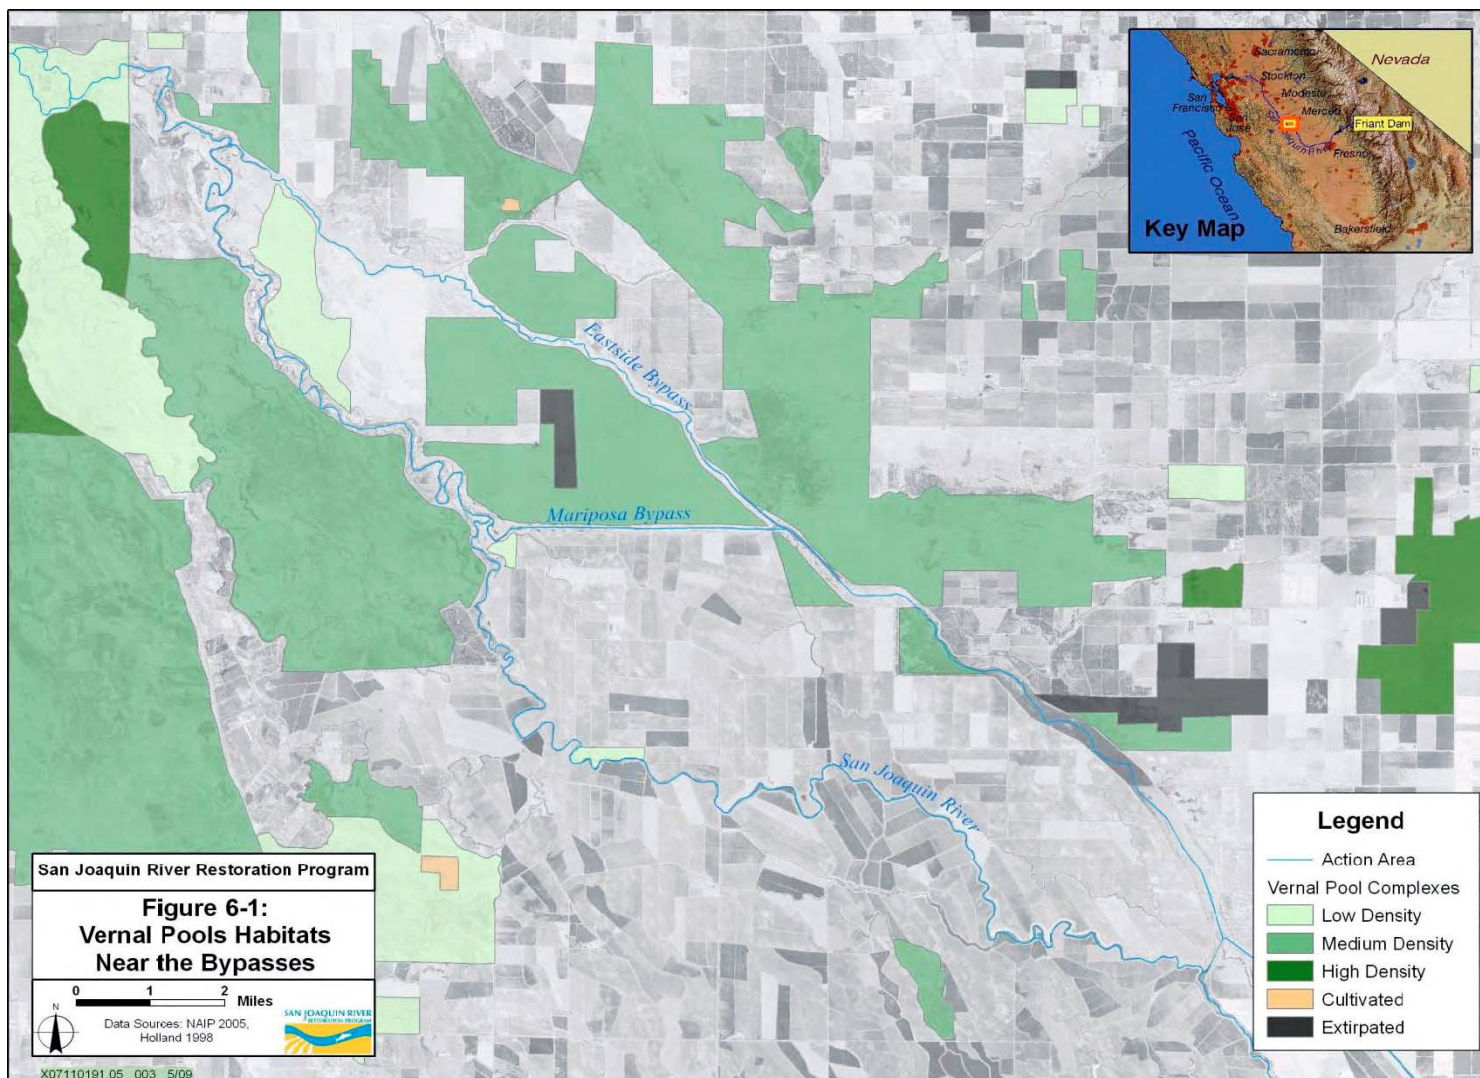 Sacramento
Nevada
Stockton
San
Francisco
Modesto
Merced
San
Jose
Friant Dam
Fresno
Pacific Ocean
Key Map
Bakersfield
Eastside Bypass
Mariposa Bypass
San Joaquin River
San Joaquin River Restoration Program
Figure 6-1:
Vernal Pools Habitats
Near the Bypasses
0 1 2 Miles
N
Data Sources: NAIP 2005,
Holland 1998
SAN JOAQUIN RIVER
RESTORATION PROGRAM
X07110191.05 003 5/09
Legend
Action Area
Vernal Pool Complexes
Low Density
Medium Density
High Density
Cultivated
Extirpated